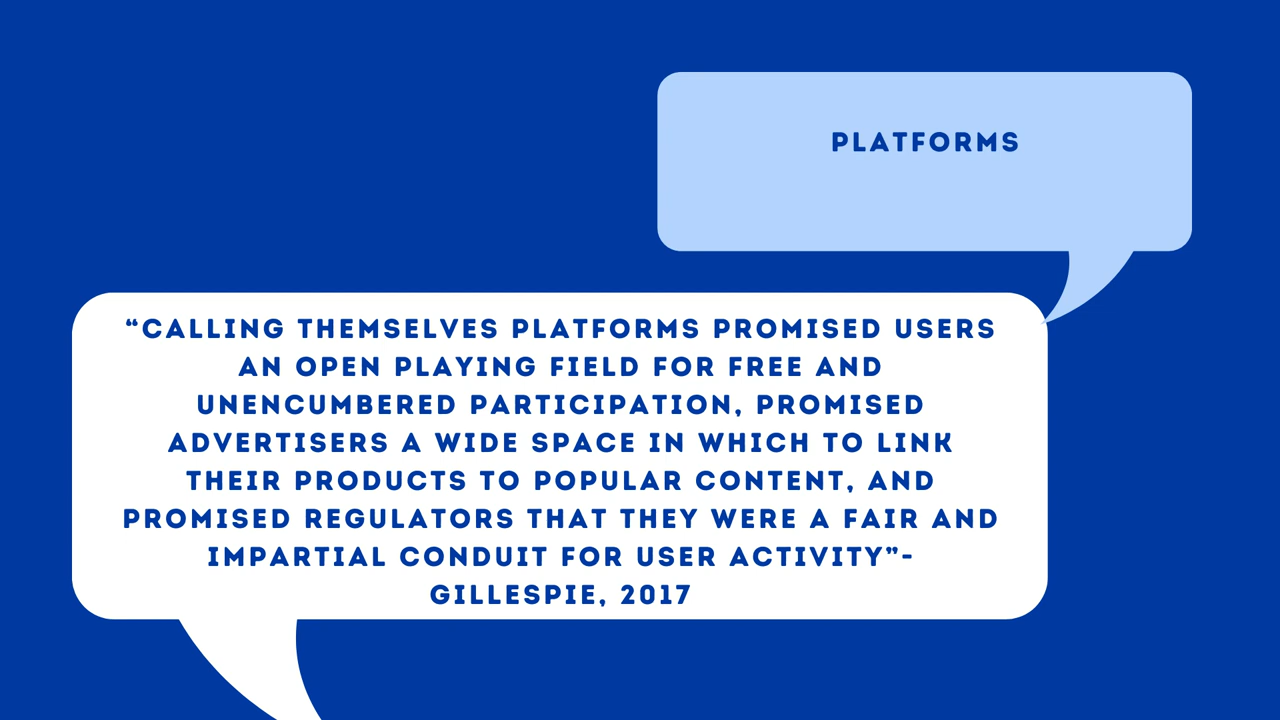 PLATFORMS
“CALLING THEMSELVES PLATFORMS PROMISED USERS
AN OPEN PLAYING FIELD FOR FREE AND
UNENCUMBERED PARTICIPATION, PROMISED
ADVERTISERS A WIDE SPACE IN WHICH TO LINK
THEIR PRODUCTS TO POPULAR CONTENT, AND
PROMISED REGULATORS THAT THEY WERE A FAIR AND
IMPARTIAL CONDUIT FOR USER ACTIVITY”-
GILLESPIE, 2017